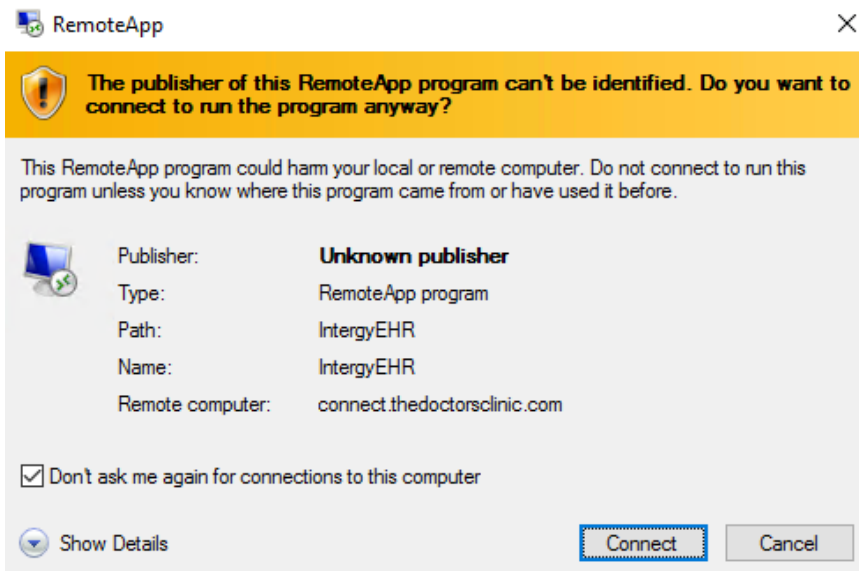 RemoteApp
The publisher of this RemoteApp program can't be identified. Do you want to
connect to run the program anyway?
This RemoteApp program could harm your local or remote computer. Do not connect to run this
program unless you know where this program came from or have used it before.
Publisher: Unknown publisher
Type: RemoteApp program
Path: IntergyEHR
Name: IntergyEHR
Remote computer: connect.thedoctorsclinic.com
Don't ask me again for connections to this computer
Show Details Connect Cancel